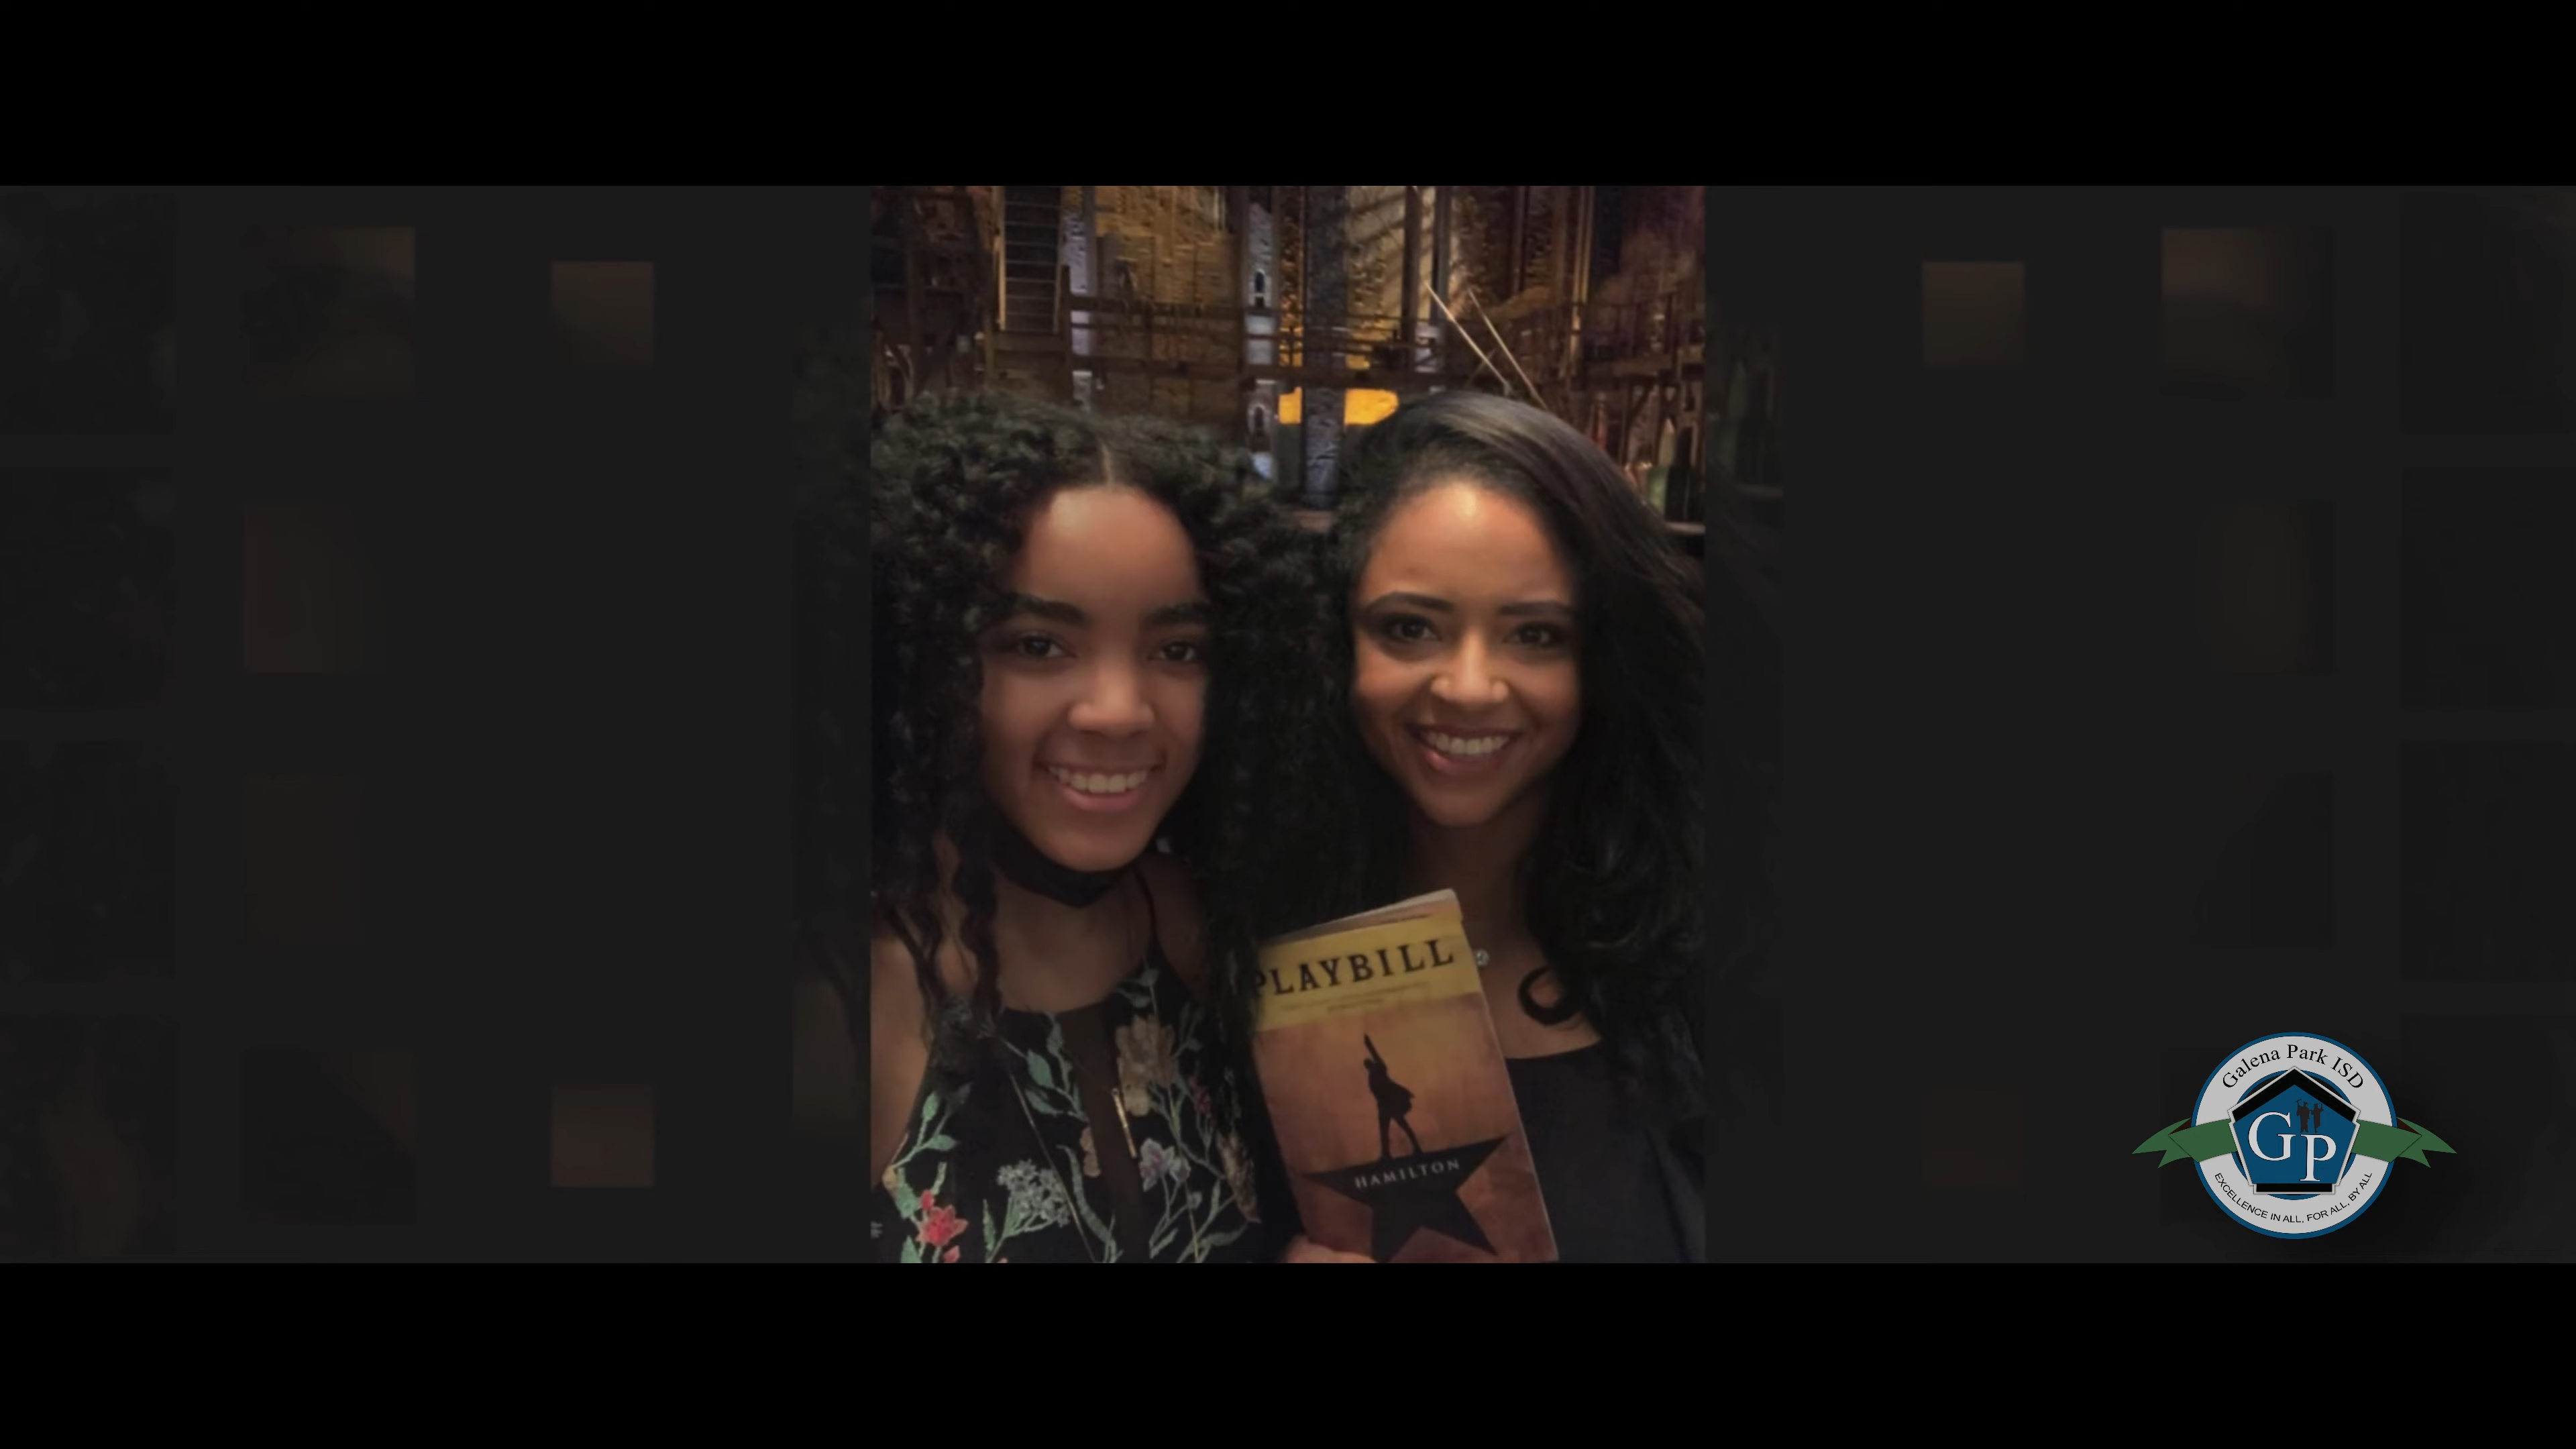 PLAYBILL
HAMILTON
Galena Park ISD
GP
EXCELLENCE IN ALL, FOR ALL, BY ALL